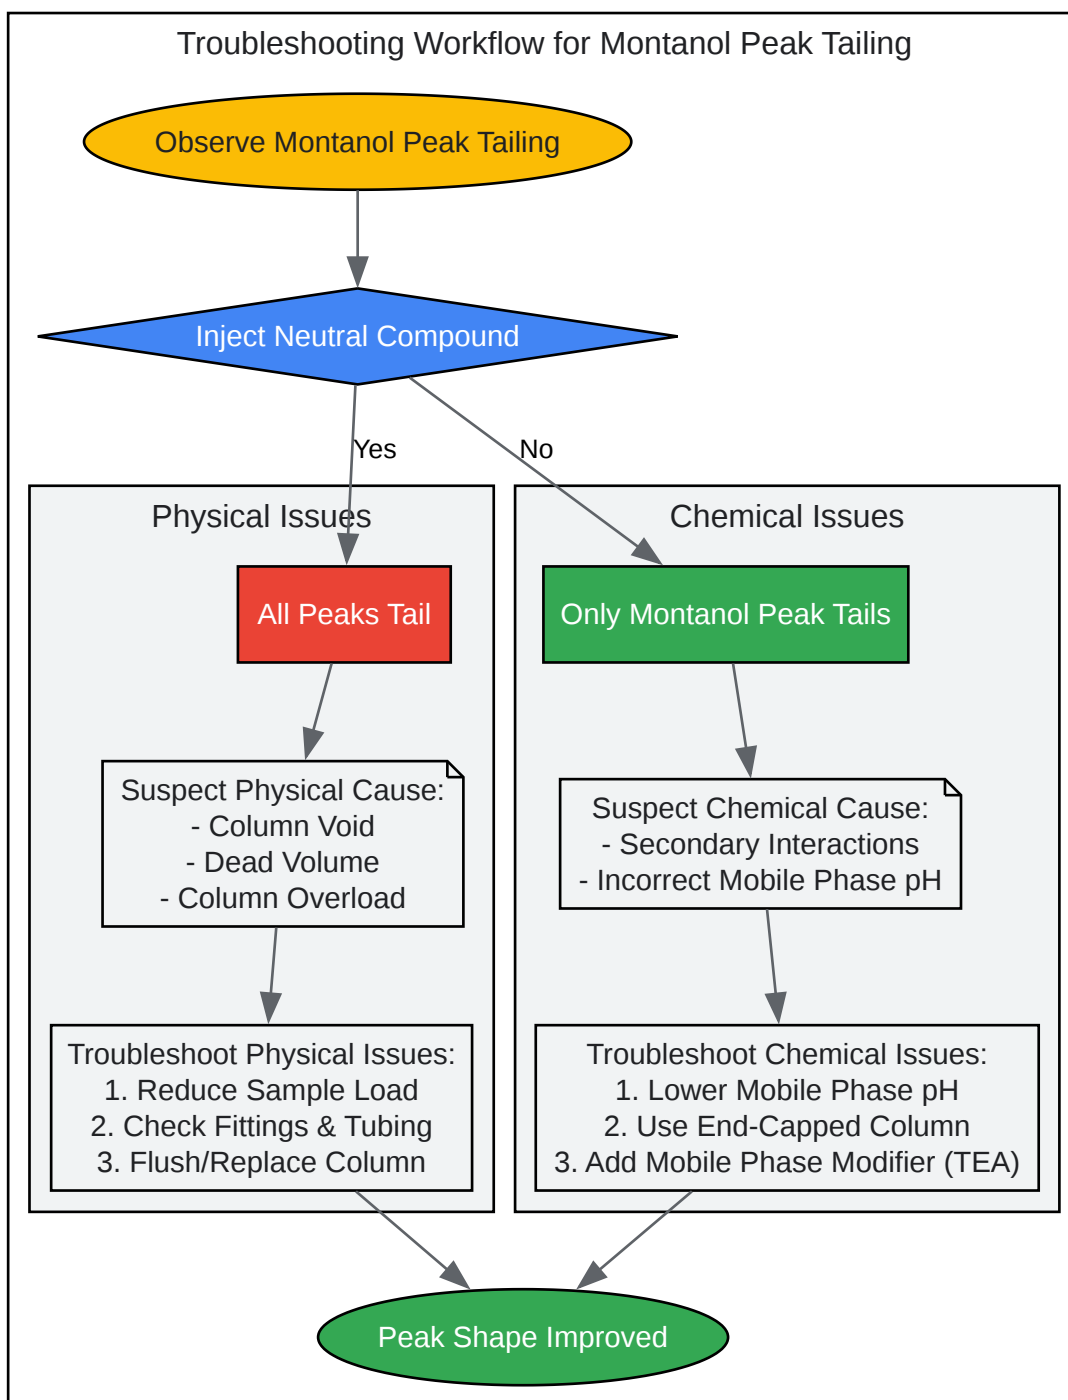 Troubleshooting Workflow for Montanol Peak Tailing
Observe Montanol Peak Tailing
Inject Neutral Compound
Yes
No
Physical Issues
All Peaks Tail
Suspect Physical Cause:
- Column Void
- Dead Volume
- Column Overload
Troubleshoot Physical Issues:
1. Reduce Sample Load
2. Check Fittings & Tubing
3. Flush/Replace Column
Chemical Issues
Only Montanol Peak Tails
Suspect Chemical Cause:
- Secondary Interactions
- Incorrect Mobile Phase pH
Troubleshoot Chemical Issues:
1. Lower Mobile Phase pH
2. Use End-Capped Column
3. Add Mobile Phase Modifier (TEA)
Peak Shape Improved